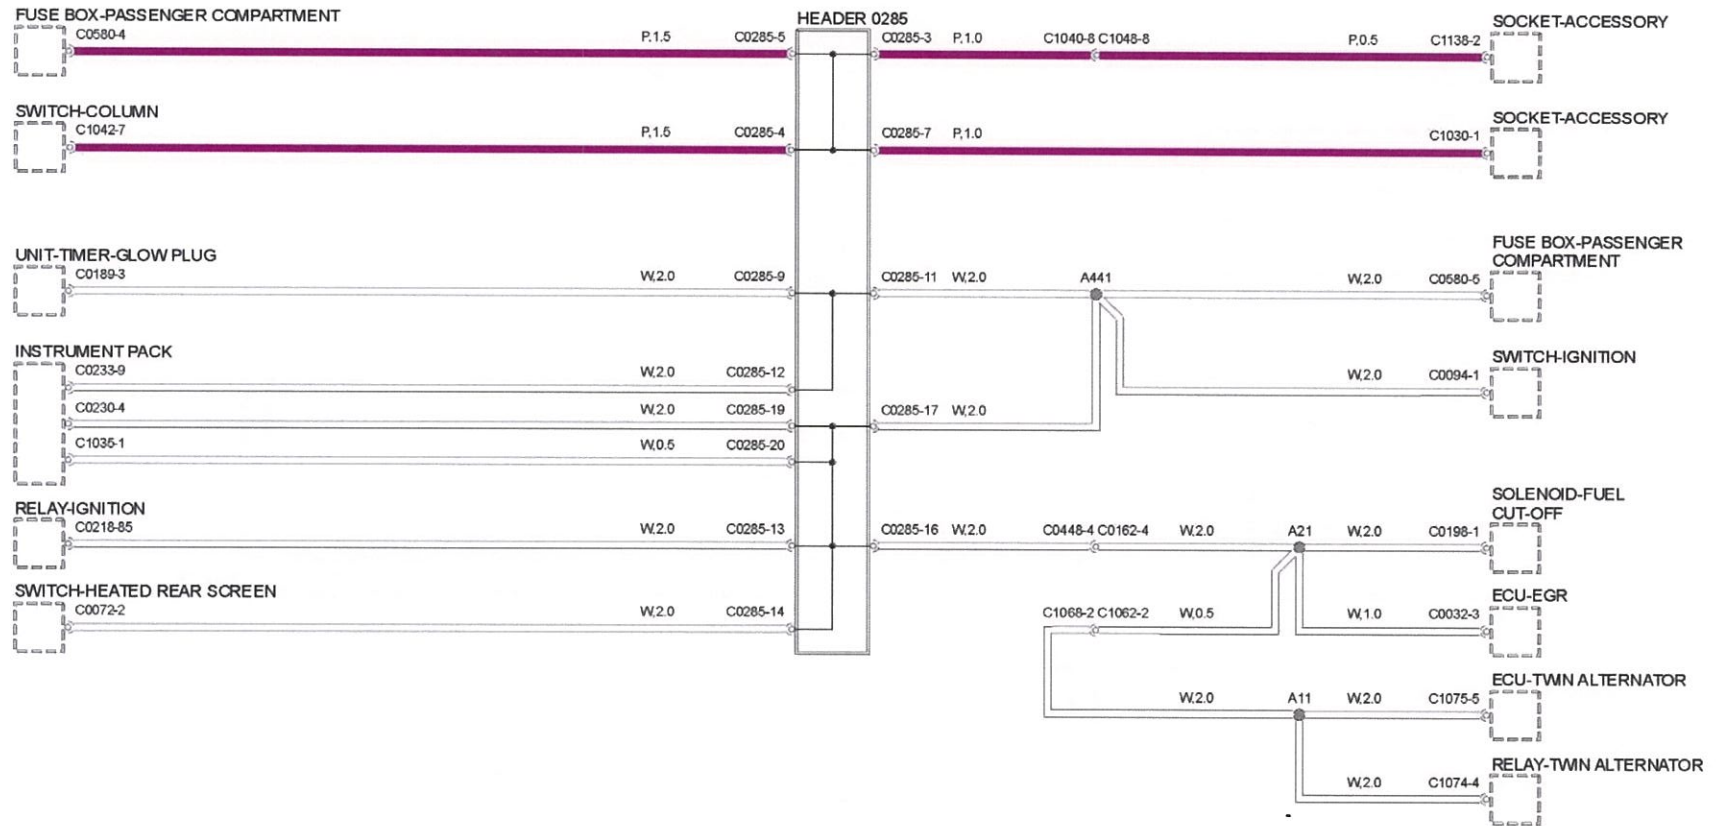 FUSE BOX-PASSENGER COMPARTMENT
C0580-4 P,1.5 C0285-5
HEADER 0285
C0285-3 P,1.0 C1040-8 C1048-8 P,0.5 C1138-2
SOCKET-ACCESSORY
SWITCH-COLUMN
C1042-7 P,1.5 C0285-4
C0285-7 P,1.0 C1030-1
SOCKET-ACCESSORY
UNIT-TIMER-GLOW PLUG
C0189-3 W,2.0 C0285-9
C0285-11 W,2.0 A441 W,2.0 C0580-5
FUSE BOX-PASSENGER
COMPARTMENT
INSTRUMENT PACK
C0233-9 W,2.0 C0285-12
W,2.0 C0094-1
SWITCH-IGNITION
C0230-4 W,2.0 C0285-19
C0285-17 W,2.0
C1035-1 W,0.5 C0285-20
RELAY-IGNITION
C0218-85 W,2.0 C0285-13
C0285-16 W,2.0 C0448-4 C0162-4 W,2.0 A21 W,2.0 C0198-1
SOLENOID-FUEL
CUT-OFF
SWITCH-HEATED REAR SCREEN
C0072-2 W,2.0 C0285-14
C1068-2 C1062-2 W,0.5 W,1.0 C0032-3
ECU-EGR
W,2.0 A11 W,2.0 C1075-5
ECU-TWIN ALTERNATOR
W,2.0 C1074-4
RELAY-TWIN ALTERNATOR